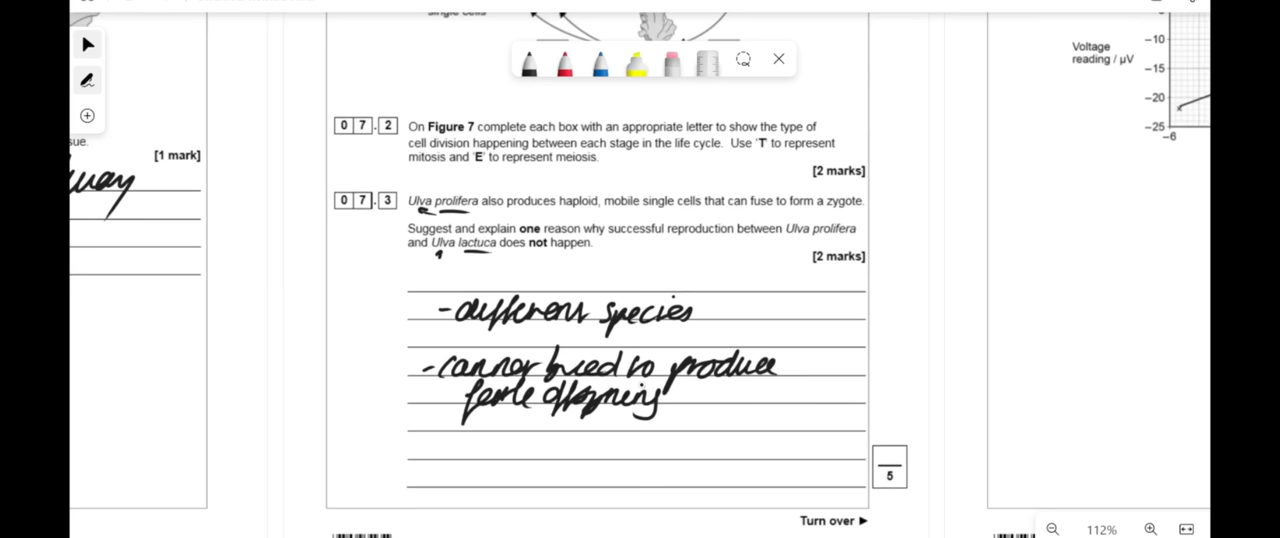 single cells
Voltage
reading / μV
-10
-15
-20
-25
-6
sue.
[1 mark]
way
0 7 . 2 On Figure 7 complete each box with an appropriate letter to show the type of
cell division happening between each stage in the life cycle. Use 'T' to represent
mitosis and 'E' to represent meiosis.
[2 marks]
0 7 . 3 Ulva prolifera also produces haploid, mobile single cells that can fuse to form a zygote.
Suggest and explain one reason why successful reproduction between Ulva prolifera
and Ulva lactuca does not happen.
[2 marks]
- different species
- cannot breed to produce
fertile offspring
5
Turn over ►
112%